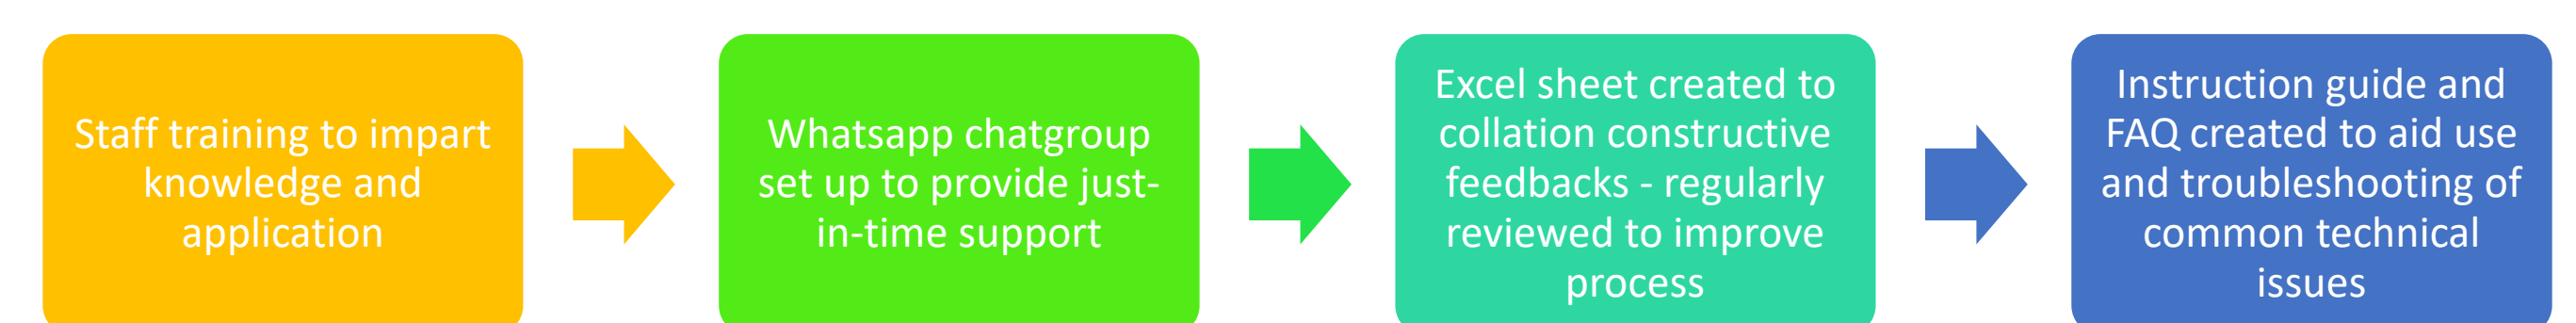 Staff training to impart
knowledge and
application
Whatsapp chatgroup
set up to provide just-
in-time support
Excel sheet created to
collation constructive
feedbacks - regularly
reviewed to improve
process
Instruction guide and
FAQ created to aid use
and troubleshooting of
common technical
issues